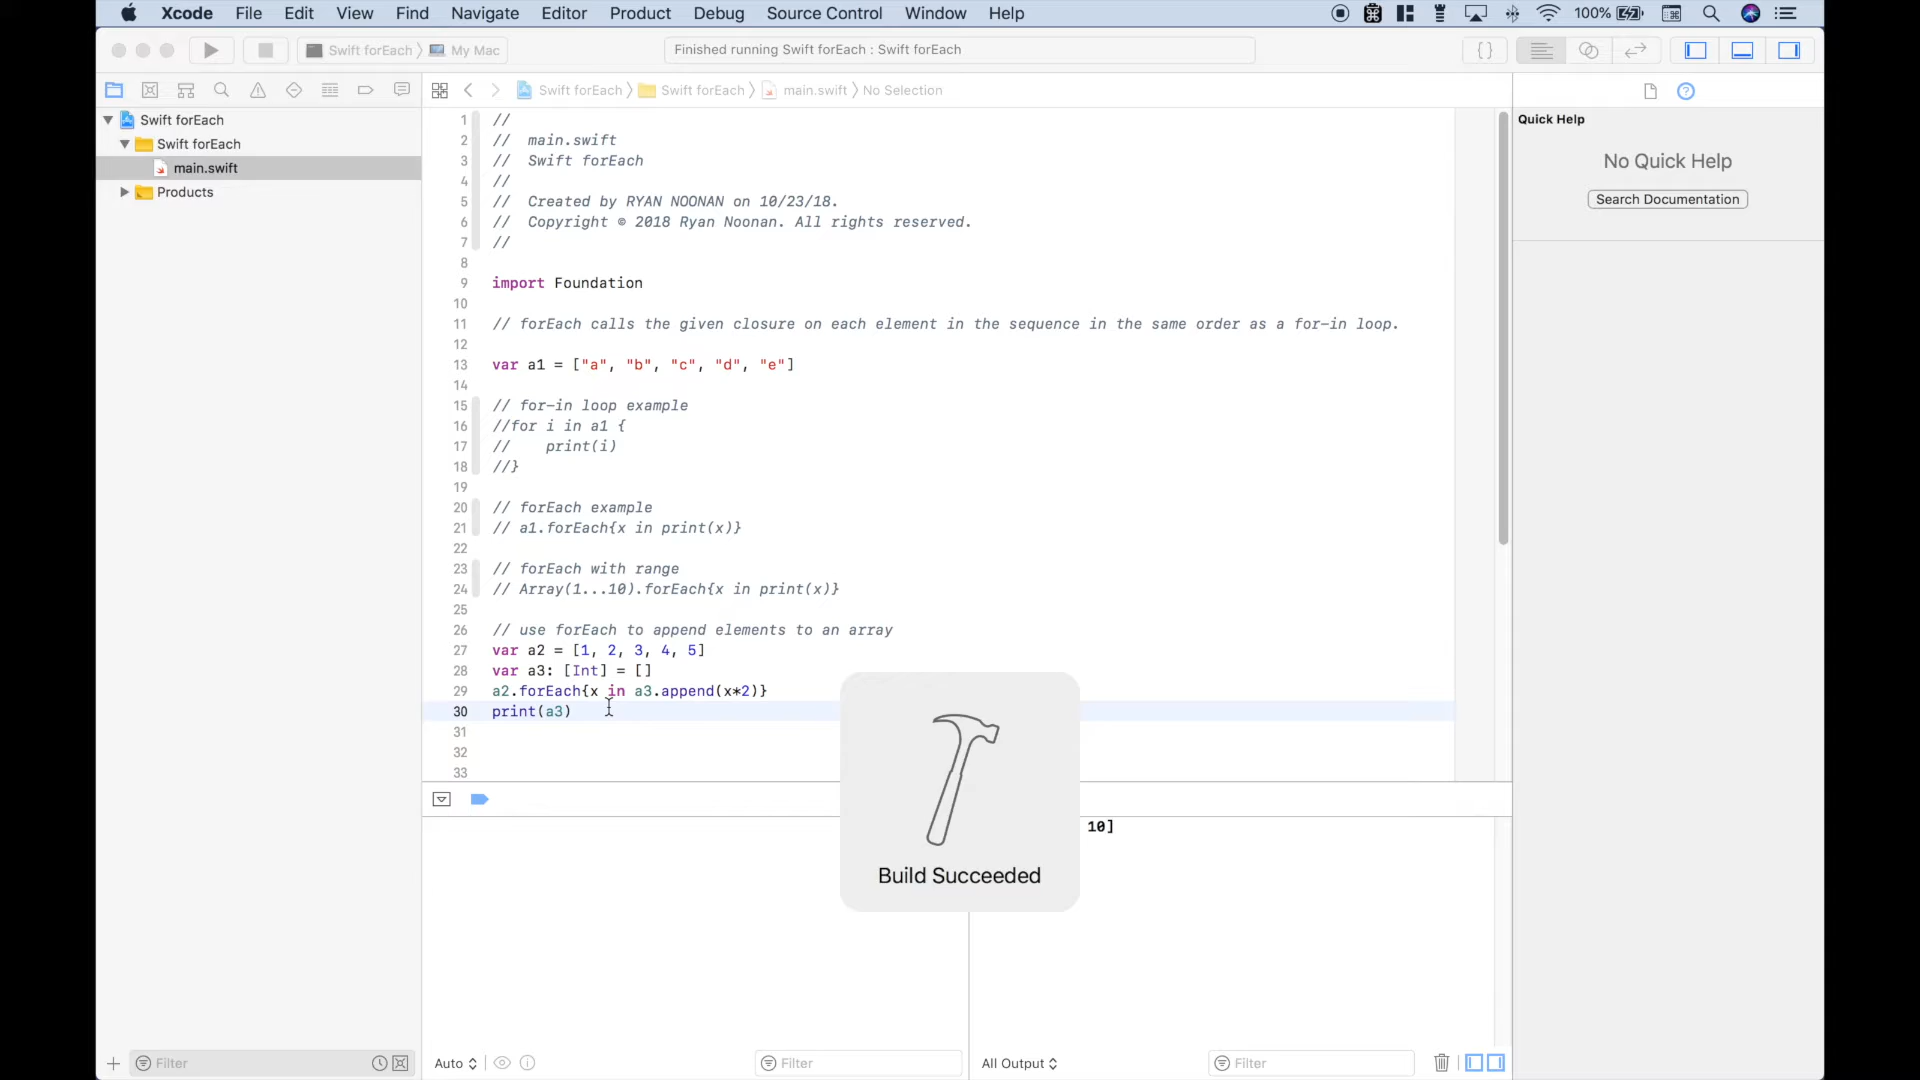 Xcode File Edit View Find Navigate Editor Product Debug Source Control Window Help 100%
Swift forEach My Mac
Finished running Swift forEach : Swift forEach
{}
Swift forEach Swift forEach main.swift No Selection
Swift forEach
Swift forEach
main.swift
Products
1 //
2 //  main.swift
3 //  Swift forEach
4 //
5 //  Created by RYAN NOONAN on 10/23/18.
6 //  Copyright © 2018 Ryan Noonan. All rights reserved.
7 //
8
9 import Foundation
10
11 // forEach calls the given closure on each element in the sequence in the same order as a for-in loop.
12
13 var a1 = ["a", "b", "c", "d", "e"]
14
15 // for-in loop example
16 //for i in a1 {
17 //    print(i)
18 //}
19
20 // forEach example
21 // a1.forEach{x in print(x)}
22
23 // forEach with range
24 // Array(1...10).forEach{x in print(x)}
25
26 // use forEach to append elements to an array
27 var a2 = [1, 2, 3, 4, 5]
28 var a3: [Int] = []
29 a2.forEach{x in a3.append(x*2)}
30 print(a3)
31
32
33
Quick Help
No Quick Help
Search Documentation
10]
Build Succeeded
Filter
Auto
Filter
All Output
Filter